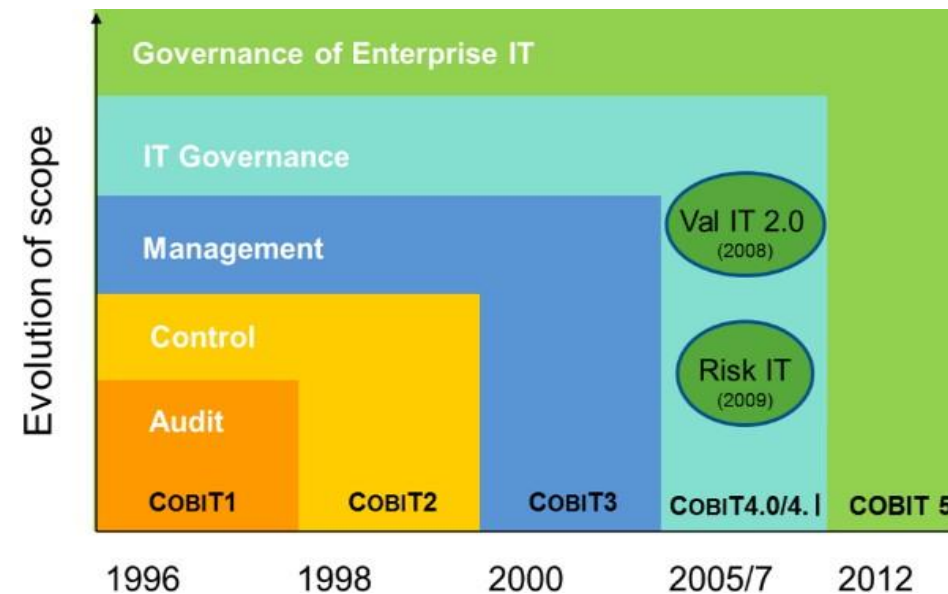 Evolution of scope
Governance of Enterprise IT
IT Governance
Management
Control
Audit
Val IT 2.0
(2008)
Risk IT
(2009)
COBIT1
COBIT2
COBIT3
COBIT4.0/4.1
COBIT 5
1996
1998
2000
2005/7
2012